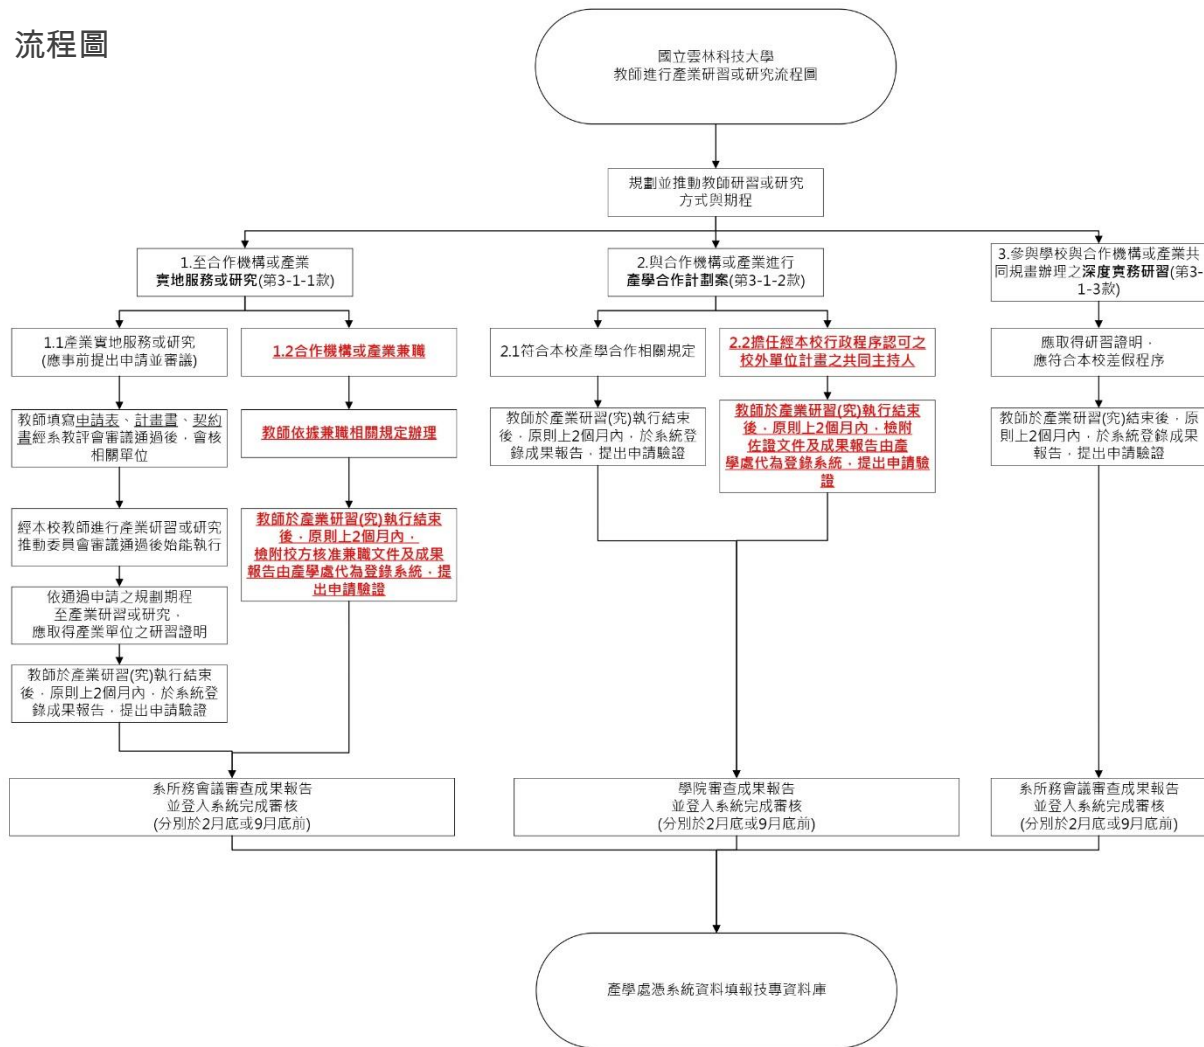 流程圖
國立雲林科技大學
教師進行產業研習或研究流程圖
規劃並推動教師研習或研究
方式與期程
1.至合作機構或產業
實地服務或研究(第3-1-1款)
2.與合作機構或產業進行
產學合作計劃案(第3-1-2款)
3.參與學校與合作機構或產業共
同規畫辦理之深度實務研習(第3-
1-3款)
1.1產業實地服務或研究
(應事前提出申請並審議)
1.2合作機構或產業兼職
2.1符合本校產學合作相關規定
2.2擔任經本校行政程序認可之
校外單位計畫之共同主持人
應取得研習證明，
應符合本校差假程序
教師填寫申請表、計畫書、契約
書經系教評會審議通過後，會核
相關單位
教師依據兼職相關規定辦理
教師於產業研習(究)執行結束
後，原則上2個月內，於系統登
錄成果報告，提出申請驗證
教師於產業研習(究)執行結束
後，原則上2個月內，檢附
佐證文件及成果報告由產
學處代為登錄系統，提出申請驗
證
教師於產業研習(究)結束後，原
則上2個月內，於系統登錄成果
報告，提出申請驗證
經本校教師進行產業研習或研究
推動委員會審議通過後始能執行
教師於產業研習(究)執行結束
後，原則上2個月內，
檢附校方核准兼職文件及成果
報告由產學處代為登錄系統，提
出申請驗證
依通過申請之規劃期程
至產業研習或研究，
應取得產業單位之研習證明
教師於產業研習(究)執行結束
後，原則上2個月內，於系統登
錄成果報告，提出申請驗證
系所務會議審查成果報告
並登入系統完成審核
(分別於2月底或9月底前)
學院審查成果報告
並登入系統完成審核
(分別於2月底或9月底前)
系所務會議審查成果報告
並登入系統完成審核
(分別於2月底或9月底前)
產學處憑系統資料填報技專資料庫